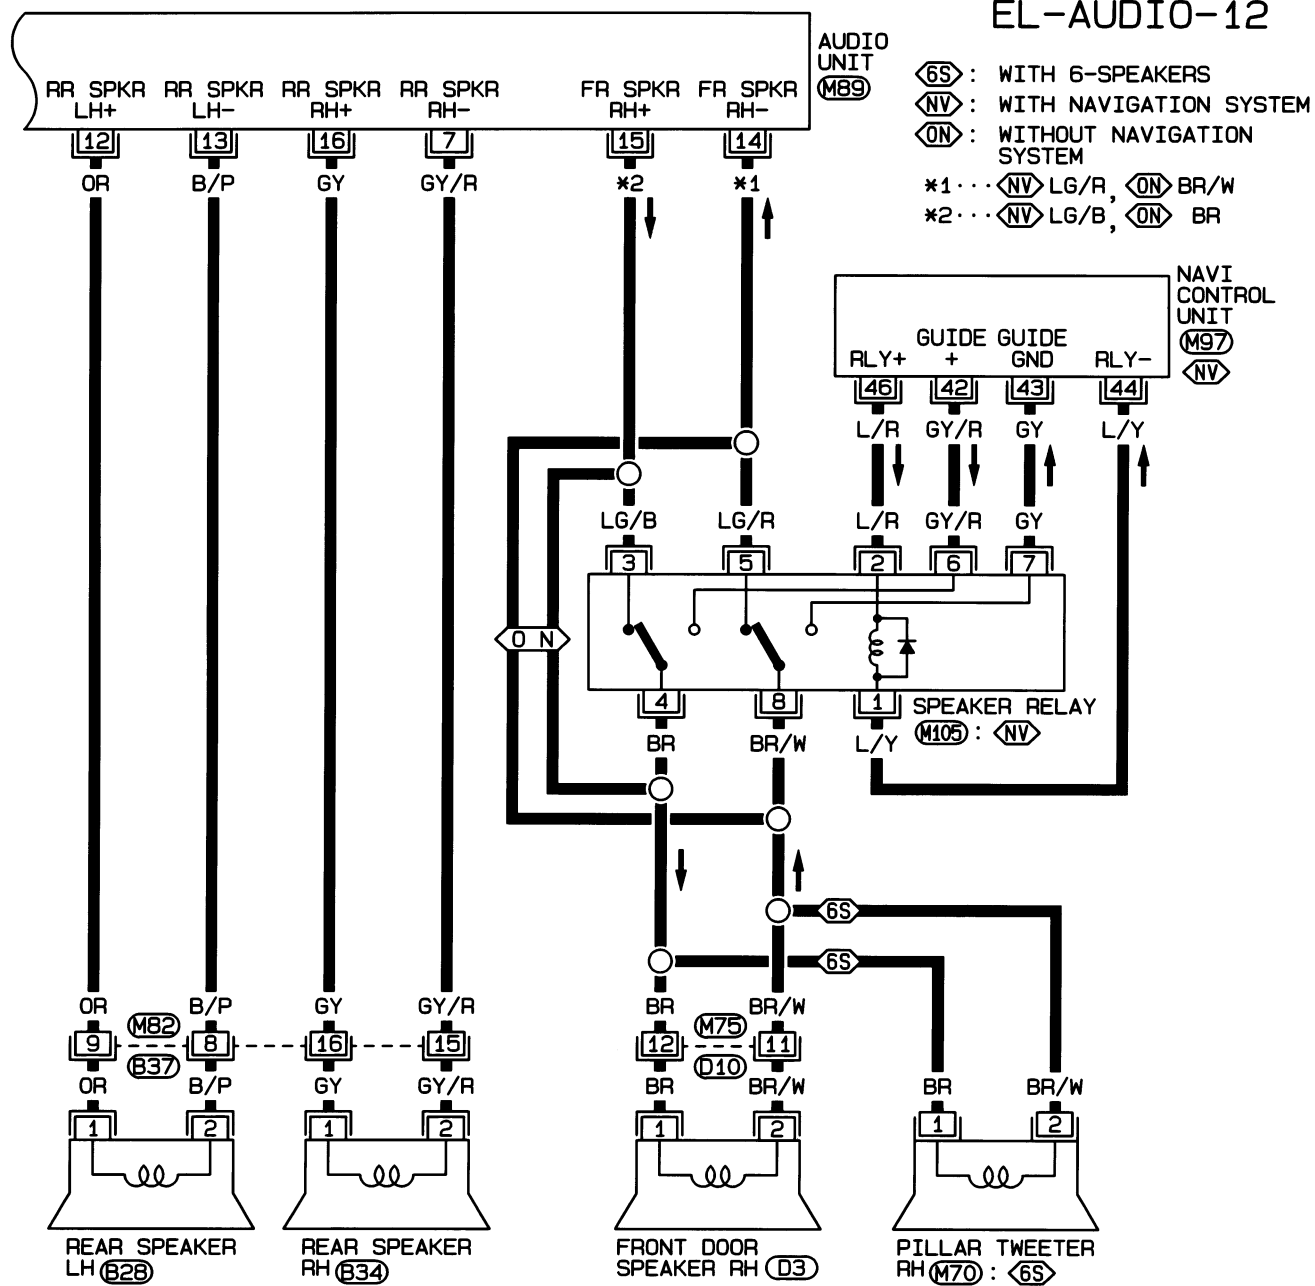 EL-AUDIO-12
AUDIO
UNIT
M89
RR SPKR LH+
RR SPKR LH-
RR SPKR RH+
RR SPKR RH-
FR SPKR RH+
FR SPKR RH-
12 13 16 7 15 14
OR B/P GY GY/R *2 *1
6S : WITH 6-SPEAKERS
NV : WITH NAVIGATION SYSTEM
ON : WITHOUT NAVIGATION
SYSTEM
*1··· NV LG/R, ON BR/W
*2··· NV LG/B, ON BR
NAVI
CONTROL
UNIT
M97
NV
RLY+
GUIDE +
GUIDE GND
RLY-
46 42 43 44
L/R GY/R GY L/Y
LG/B LG/R L/R GY/R GY
3 5 2 6 7
O N
4 8 1
SPEAKER RELAY
M105 : NV
BR BR/W L/Y
6S
6S
OR B/P GY GY/R BR BR/W
M82
M75
9 8 16 15 12 11
B37
D10
OR B/P GY GY/R BR BR/W BR BR/W
1 2 1 2 1 2 1 2
REAR SPEAKER
LH B28
REAR SPEAKER
RH B34
FRONT DOOR
SPEAKER RH D3
PILLAR TWEETER
RH M70 : 6S